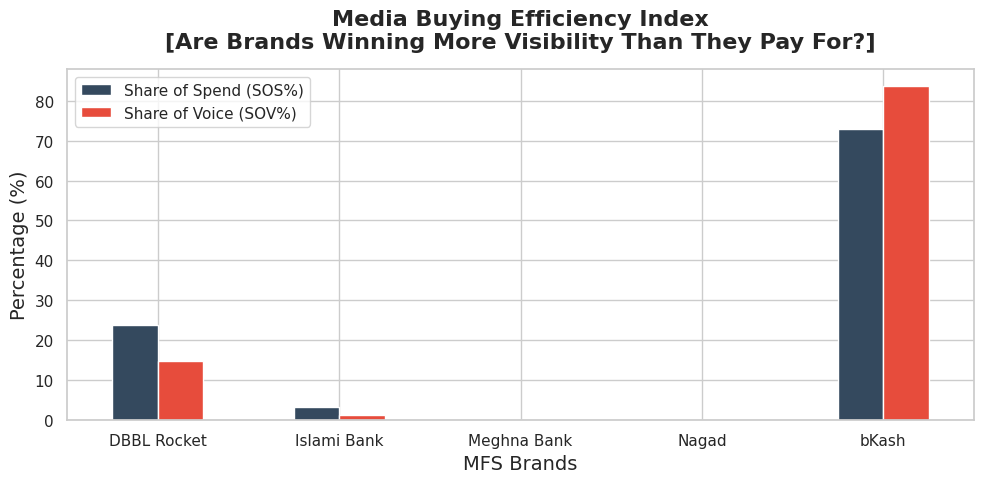 Media Buying Efficiency Index
[Are Brands Winning More Visibility Than They Pay For?]
Share of Spend (SOS%)
Share of Voice (SOV%)
Percentage (%)
80
70
60
50
40
30
20
10
0
DBBL Rocket
Islami Bank
Meghna Bank
Nagad
bKash
MFS Brands